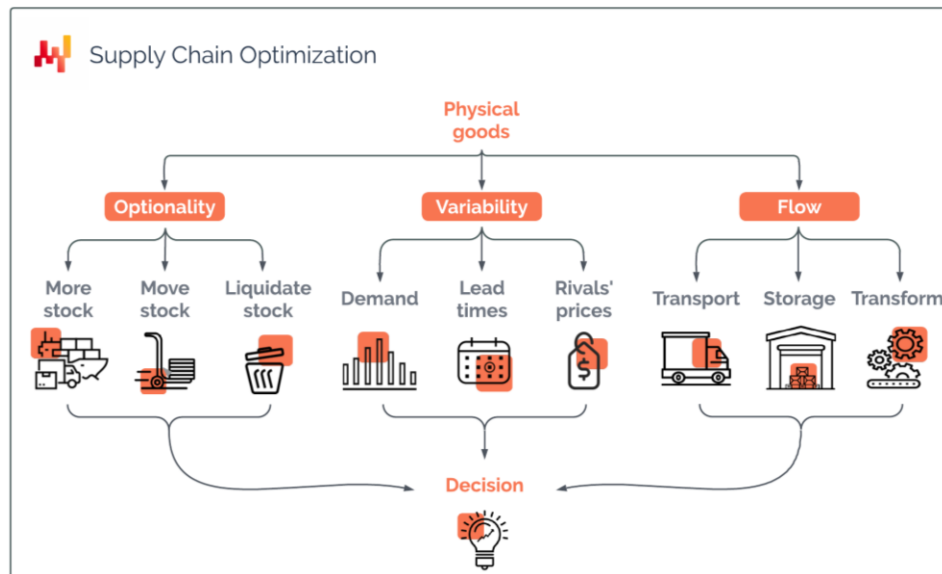 Supply Chain Optimization
Physical
goods
Optionality
Variability
Flow
More
stock
Move
stock
Liquidate
stock
Demand
Lead
times
Rivals'
prices
Transport
Storage
Transform
$
Decision